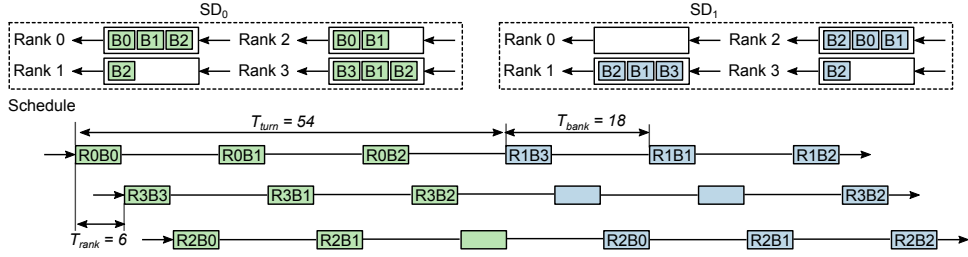 SD0 SD1
Rank 0 B0 B1 B2 Rank 2 B0 B1 Rank 0 Rank 2 B2 B0 B1
Rank 1 B2 Rank 3 B3 B1 B2 Rank 1 B2 B1 B3 Rank 3 B2
Schedule
Tturn = 54 Tbank = 18
R0B0 R0B1 R0B2 R1B3 R1B1 R1B2
R3B3 R3B1 R3B2 R3B2
Trank = 6 R2B0 R2B1 R2B0 R2B1 R2B2